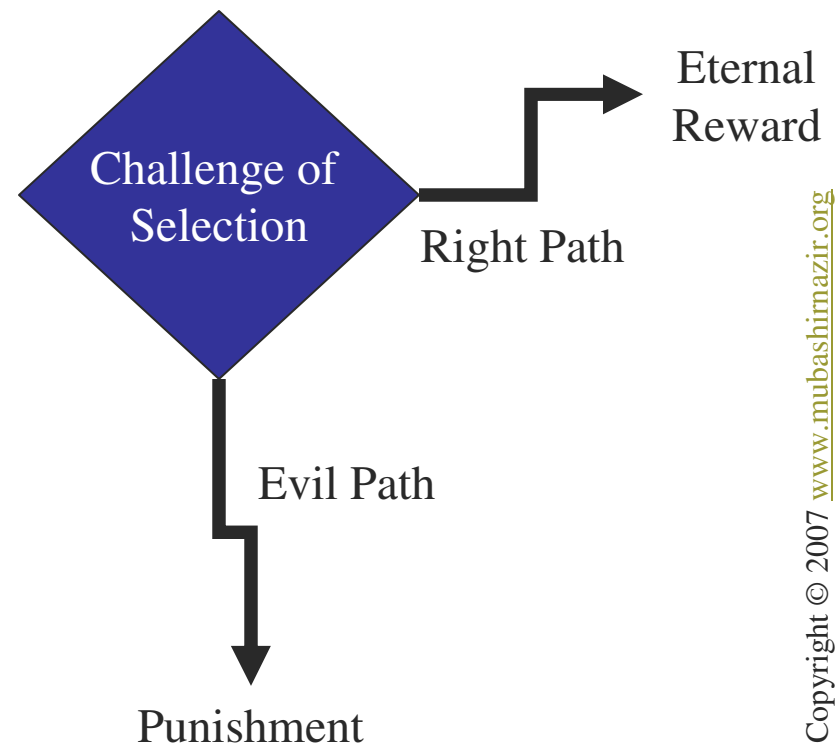 Challenge of
Selection
Eternal
Reward
Right Path
Evil Path
Punishment
Copyright © 2007 www.mubashirnazir.org